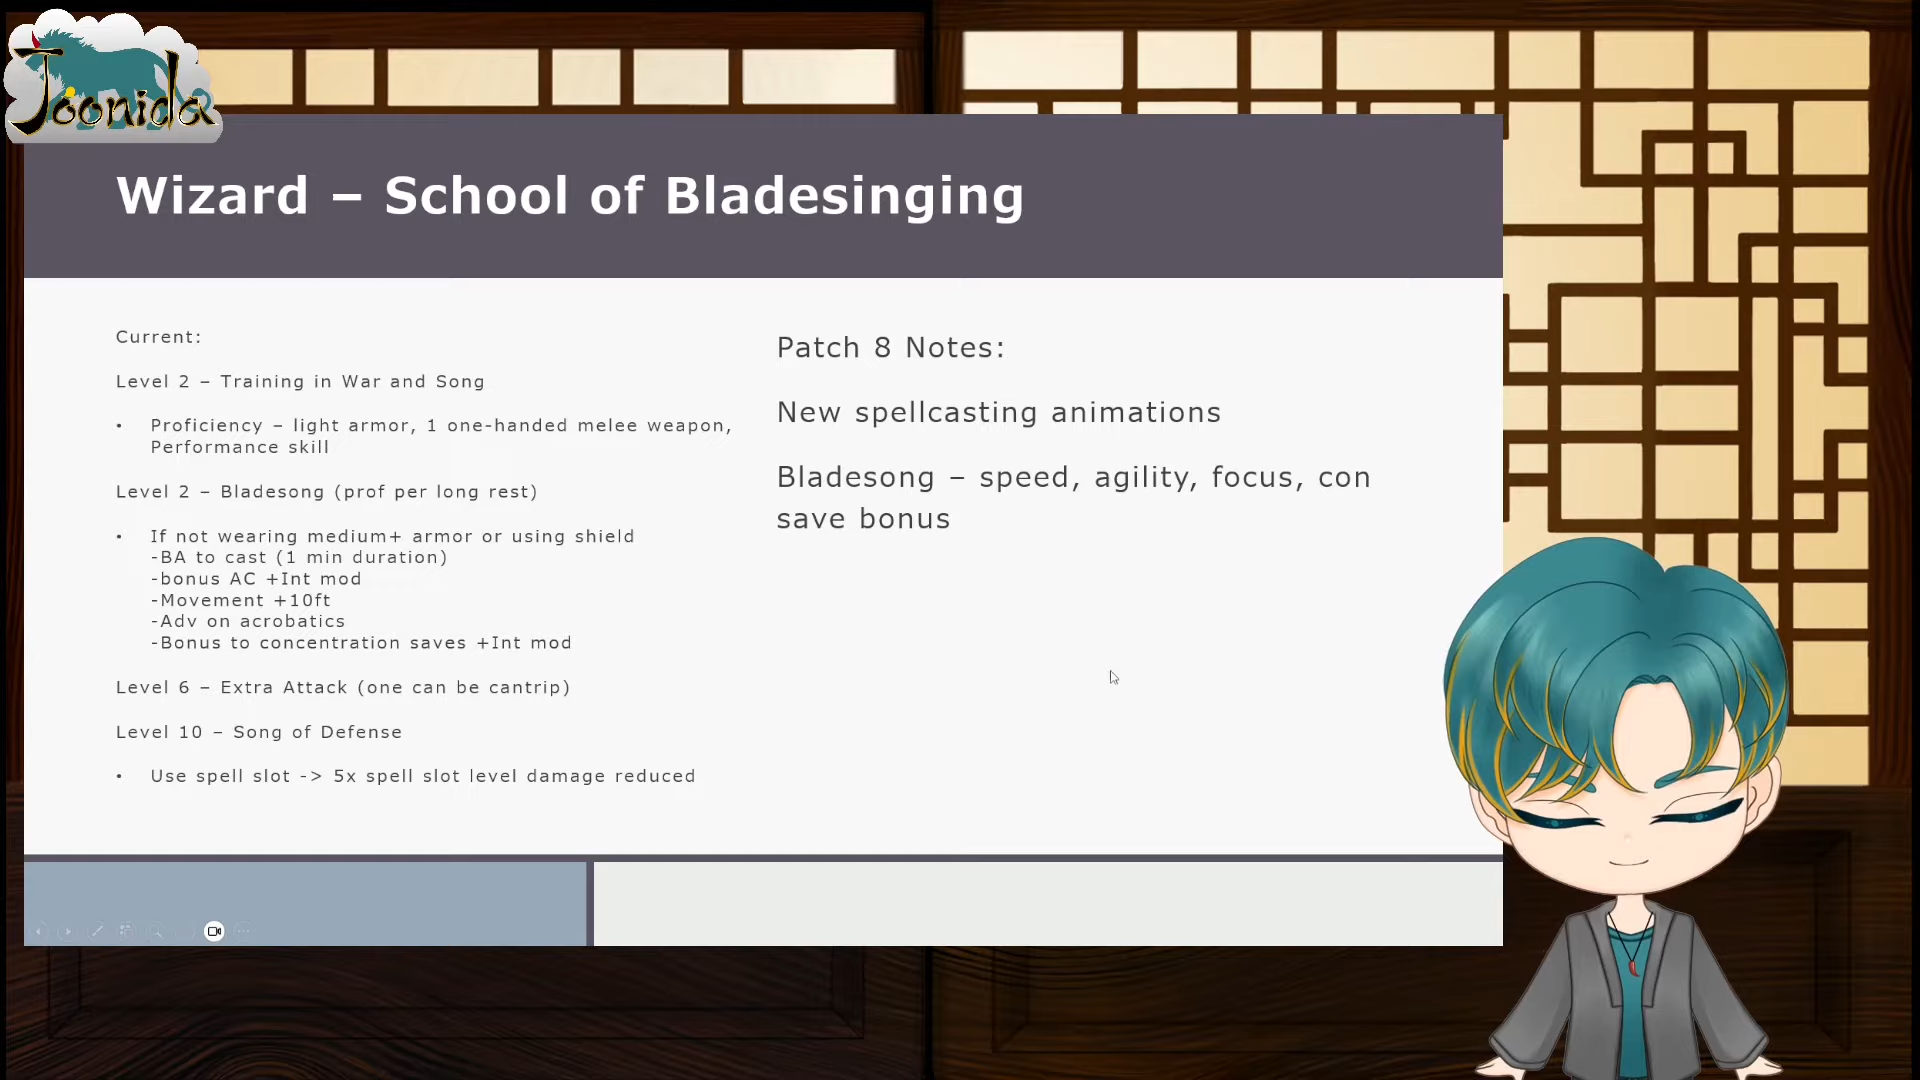 Joonida
Wizard – School of Bladesinging
Current:
Level 2 – Training in War and Song
• Proficiency – light armor, 1 one-handed melee weapon,
Performance skill
Level 2 – Bladesong (prof per long rest)
• If not wearing medium+ armor or using shield
-BA to cast (1 min duration)
-bonus AC +Int mod
-Movement +10ft
-Adv on acrobatics
-Bonus to concentration saves +Int mod
Level 6 – Extra Attack (one can be cantrip)
Level 10 – Song of Defense
• Use spell slot -> 5x spell slot level damage reduced
Patch 8 Notes:
New spellcasting animations
Bladesong – speed, agility, focus, con
save bonus